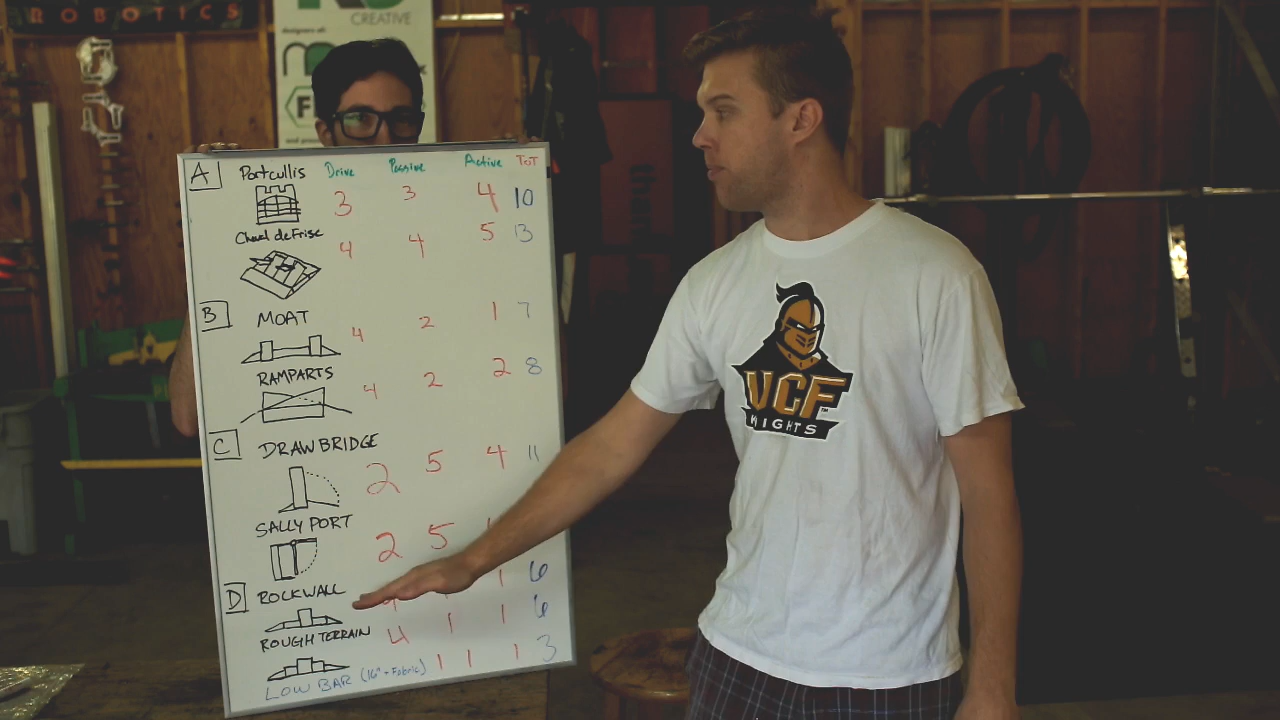 ROBOTICS
CREATIVE
designers of:
A Portcullis Drive Passive Active TOT
3 3 4 10
Cheval de Frise
4 4 5 13
B MOAT
4 2 1 7
RAMPARTS
4 2 2 8
C DRAWBRIDGE
2 5 4 11
SALLY PORT
2 5
D ROCKWALL
1 6
ROUGH TERRAIN
4 1 1 6
LOW BAR (16" + Fabric) 1 1 1 3
UCF
KNIGHTS